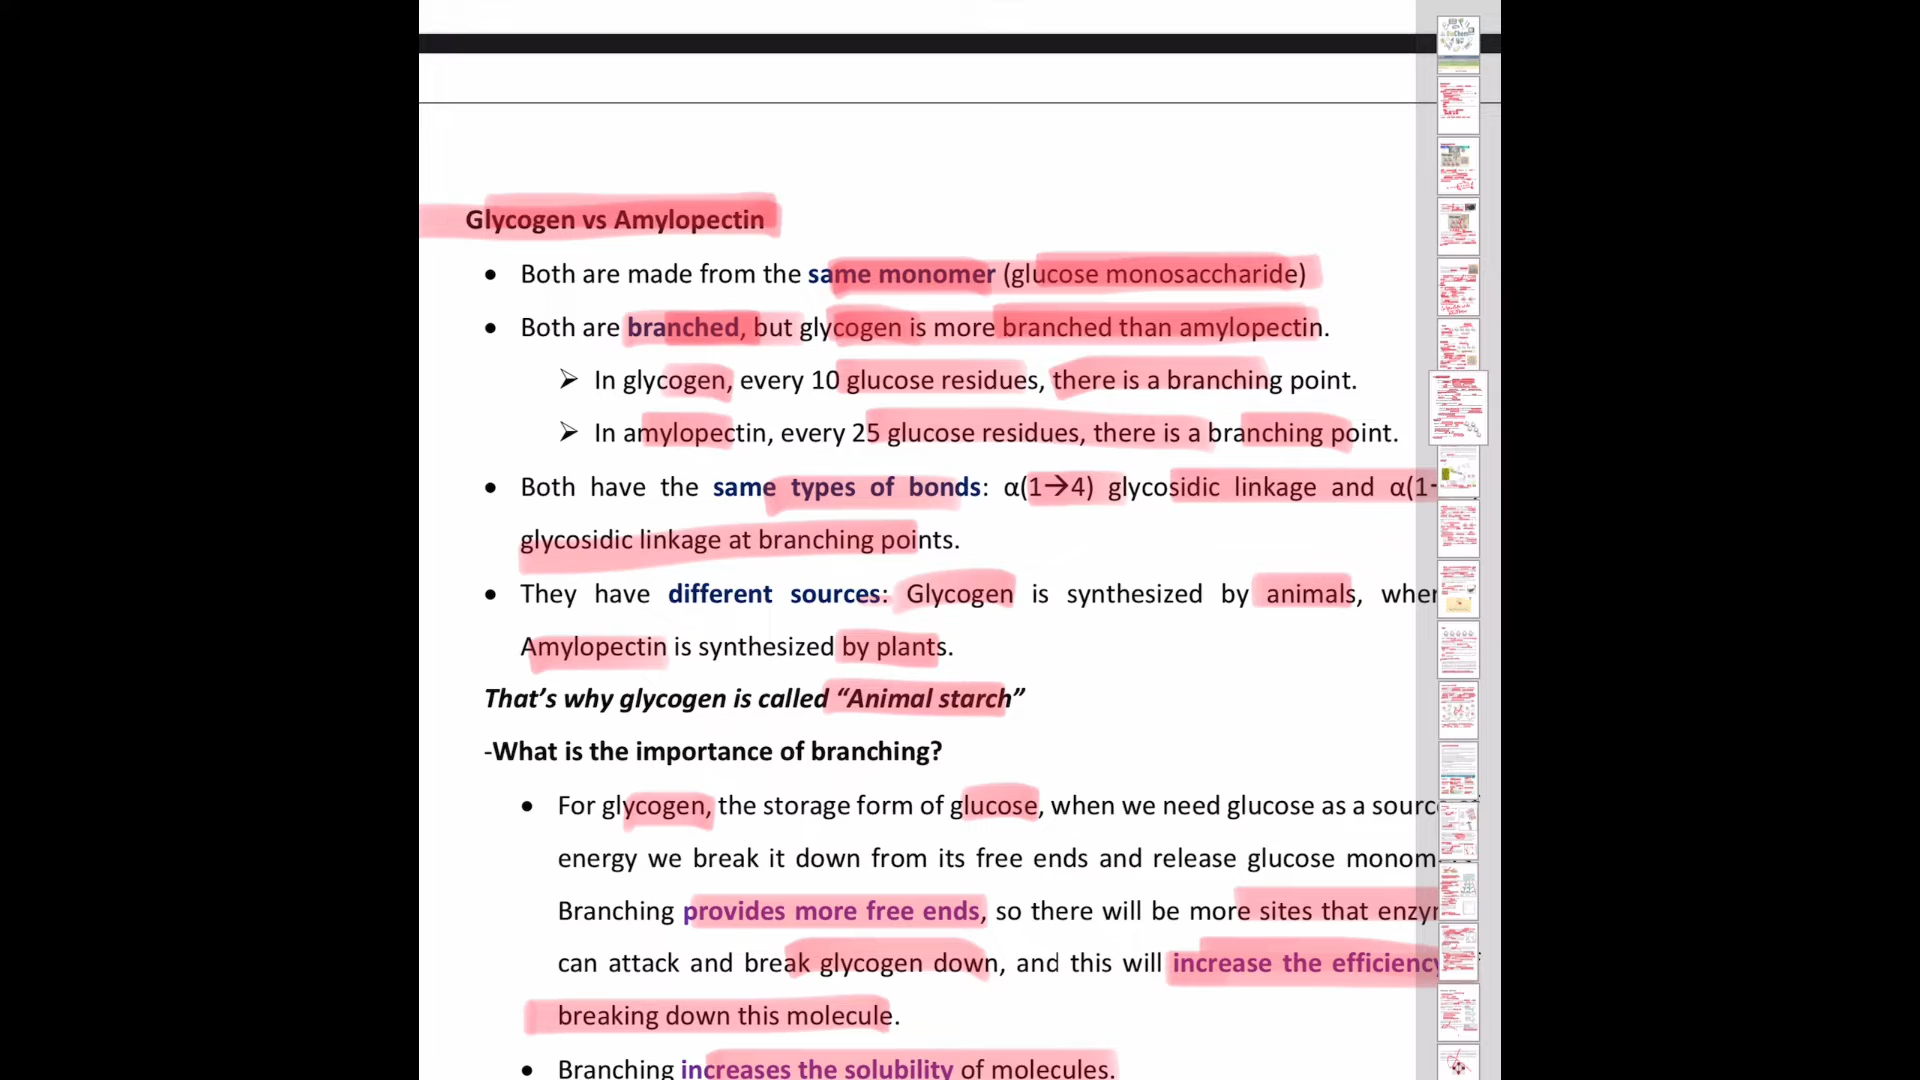 Glycogen vs Amylopectin
• Both are made from the same monomer (glucose monosaccharide)
• Both are branched, but glycogen is more branched than amylopectin.
➢ In glycogen, every 10 glucose residues, there is a branching point.
➢ In amylopectin, every 25 glucose residues, there is a branching point.
• Both have the same types of bonds: α(1→4) glycosidic linkage and α(1
glycosidic linkage at branching points.
• They have different sources: Glycogen is synthesized by animals,
Amylopectin is synthesized by plants.
That’s why glycogen is called “Animal starch”
-What is the importance of branching?
• For glycogen, the storage form of glucose, when we need glucose as a
energy we break it down from its free ends and release glucose
Branching provides more free ends, so there will be more sites that
can attack and break glycogen down, and this will increase the efficiency
breaking down this molecule.
• Branching increases the solubility of molecules.